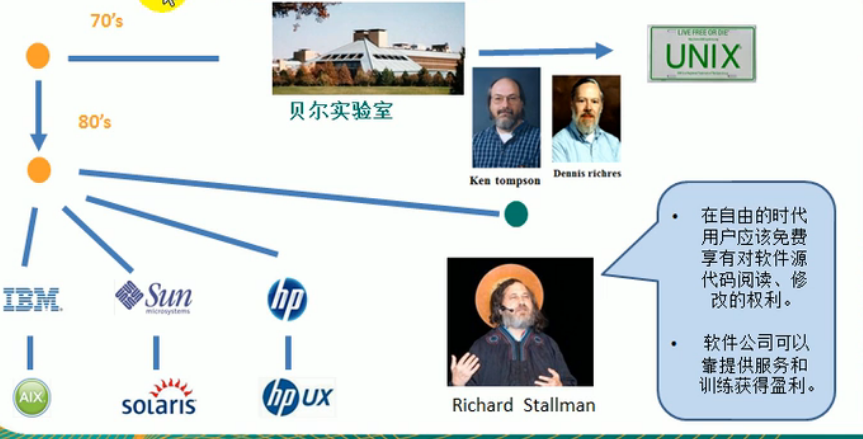 70's
LIVE FREE OR DIE
UNIX
贝尔实验室
80's
Ken tompson
Dennis richres
在自由的时代
用户应该免费
享有对软件源
代码阅读、修
改的权利。
软件公司可以
靠提供服务和
训练获得盈利。
IBM.
Sun
microsystems
hp
AIX
solaris
hp UX
Richard Stallman